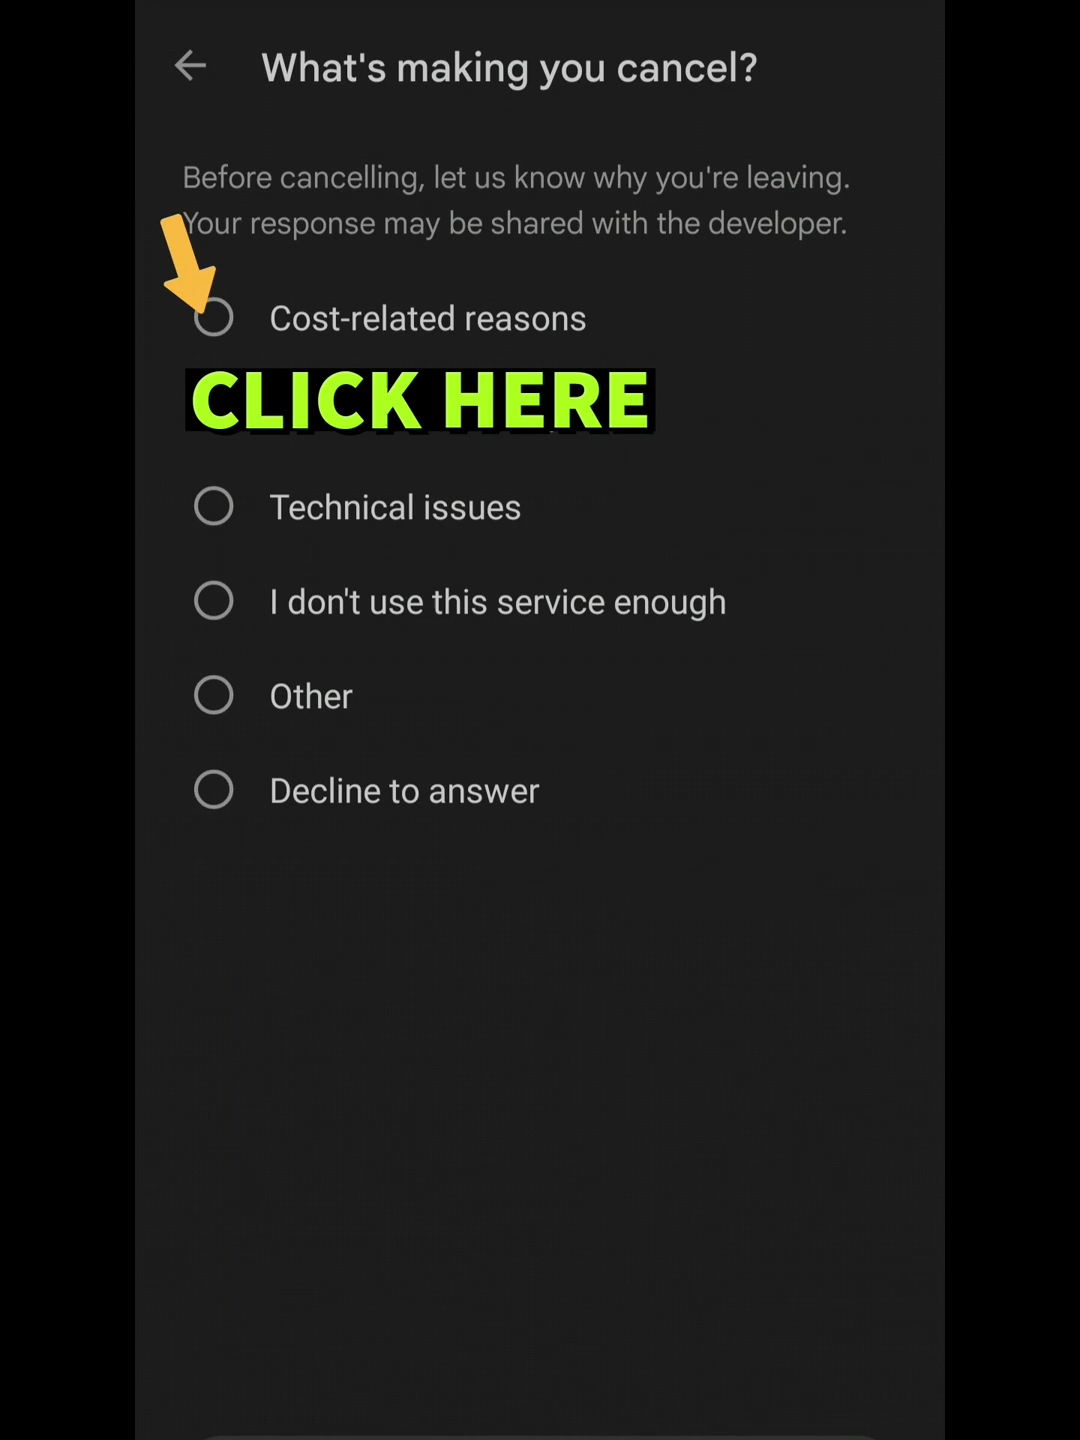 What's making you cancel?
Before cancelling, let us know why you're leaving.
Your response may be shared with the developer.
Cost-related reasons
CLICK HERE
Technical issues
I don't use this service enough
Other
Decline to answer